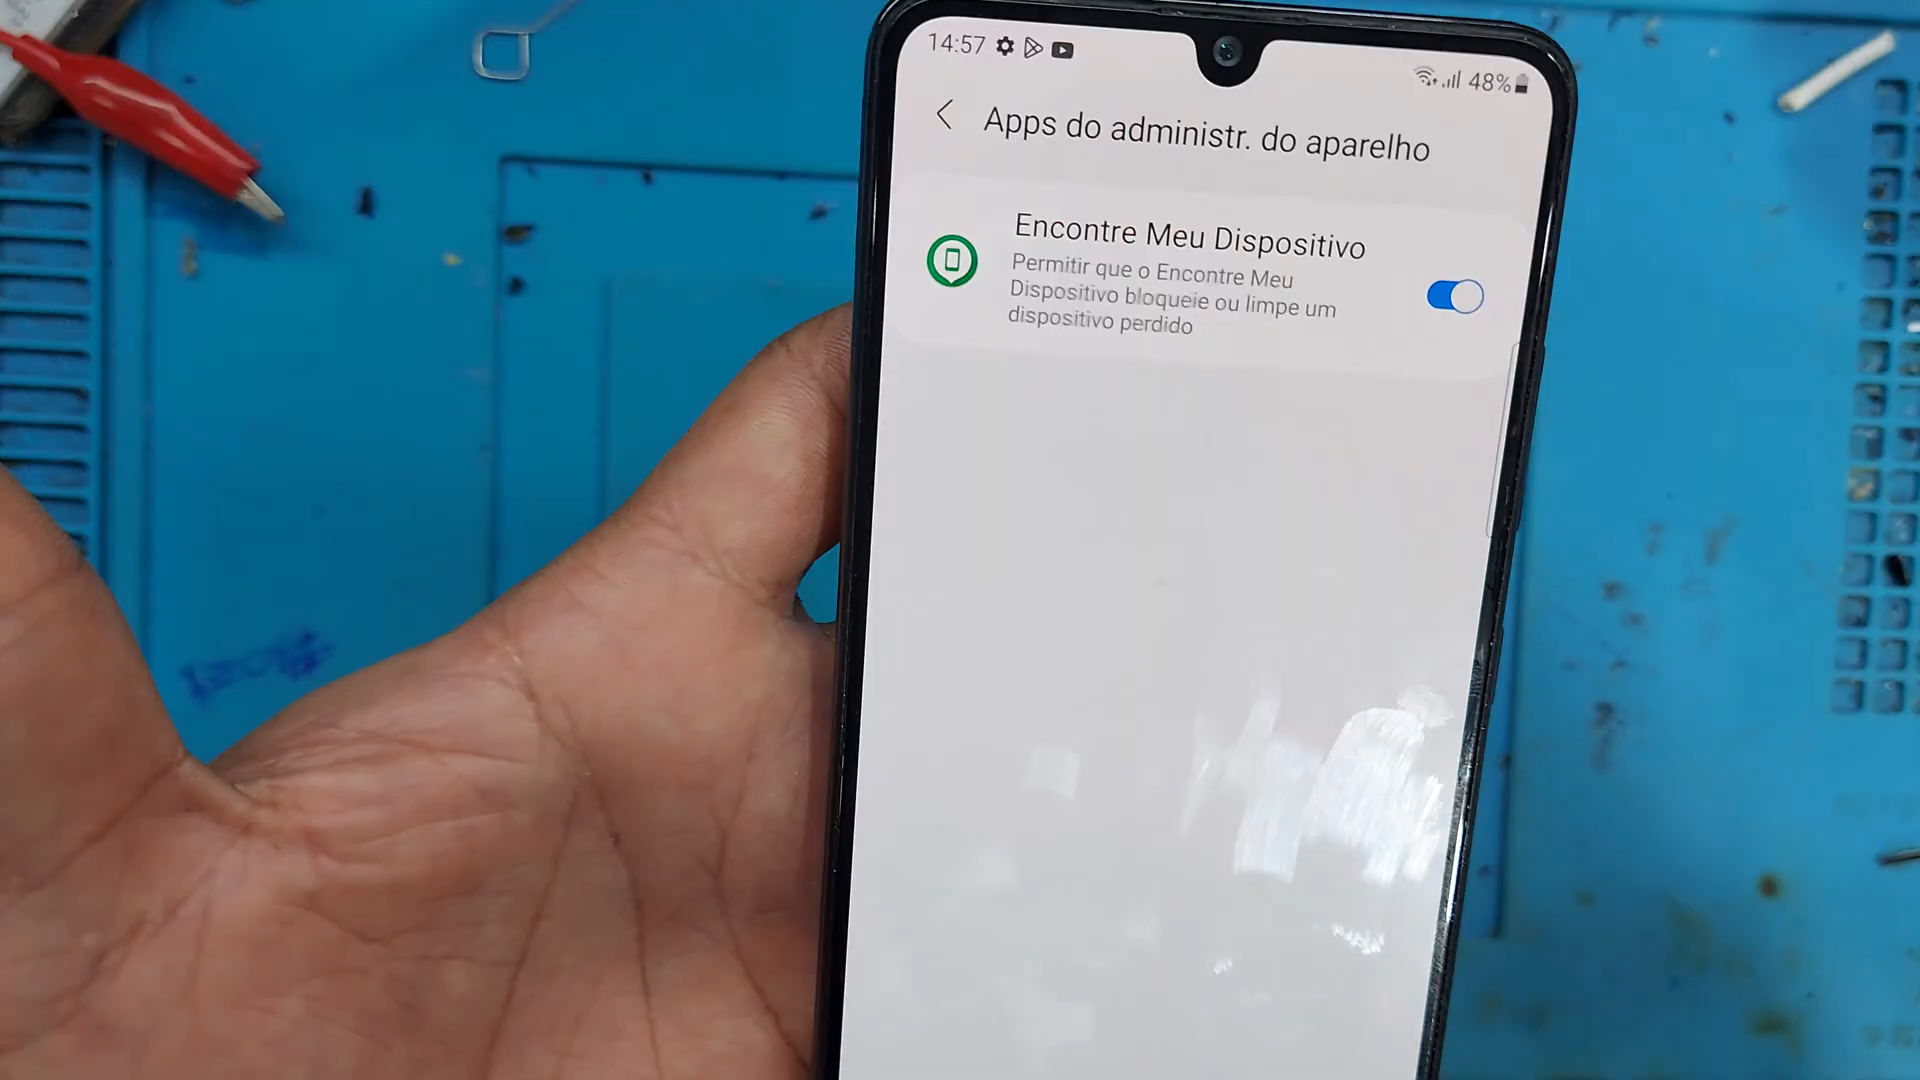 14:57
48%
Apps do administr. do aparelho
Encontre Meu Dispositivo
Permitir que o Encontre Meu
Dispositivo bloqueie ou limpe um
dispositivo perdido